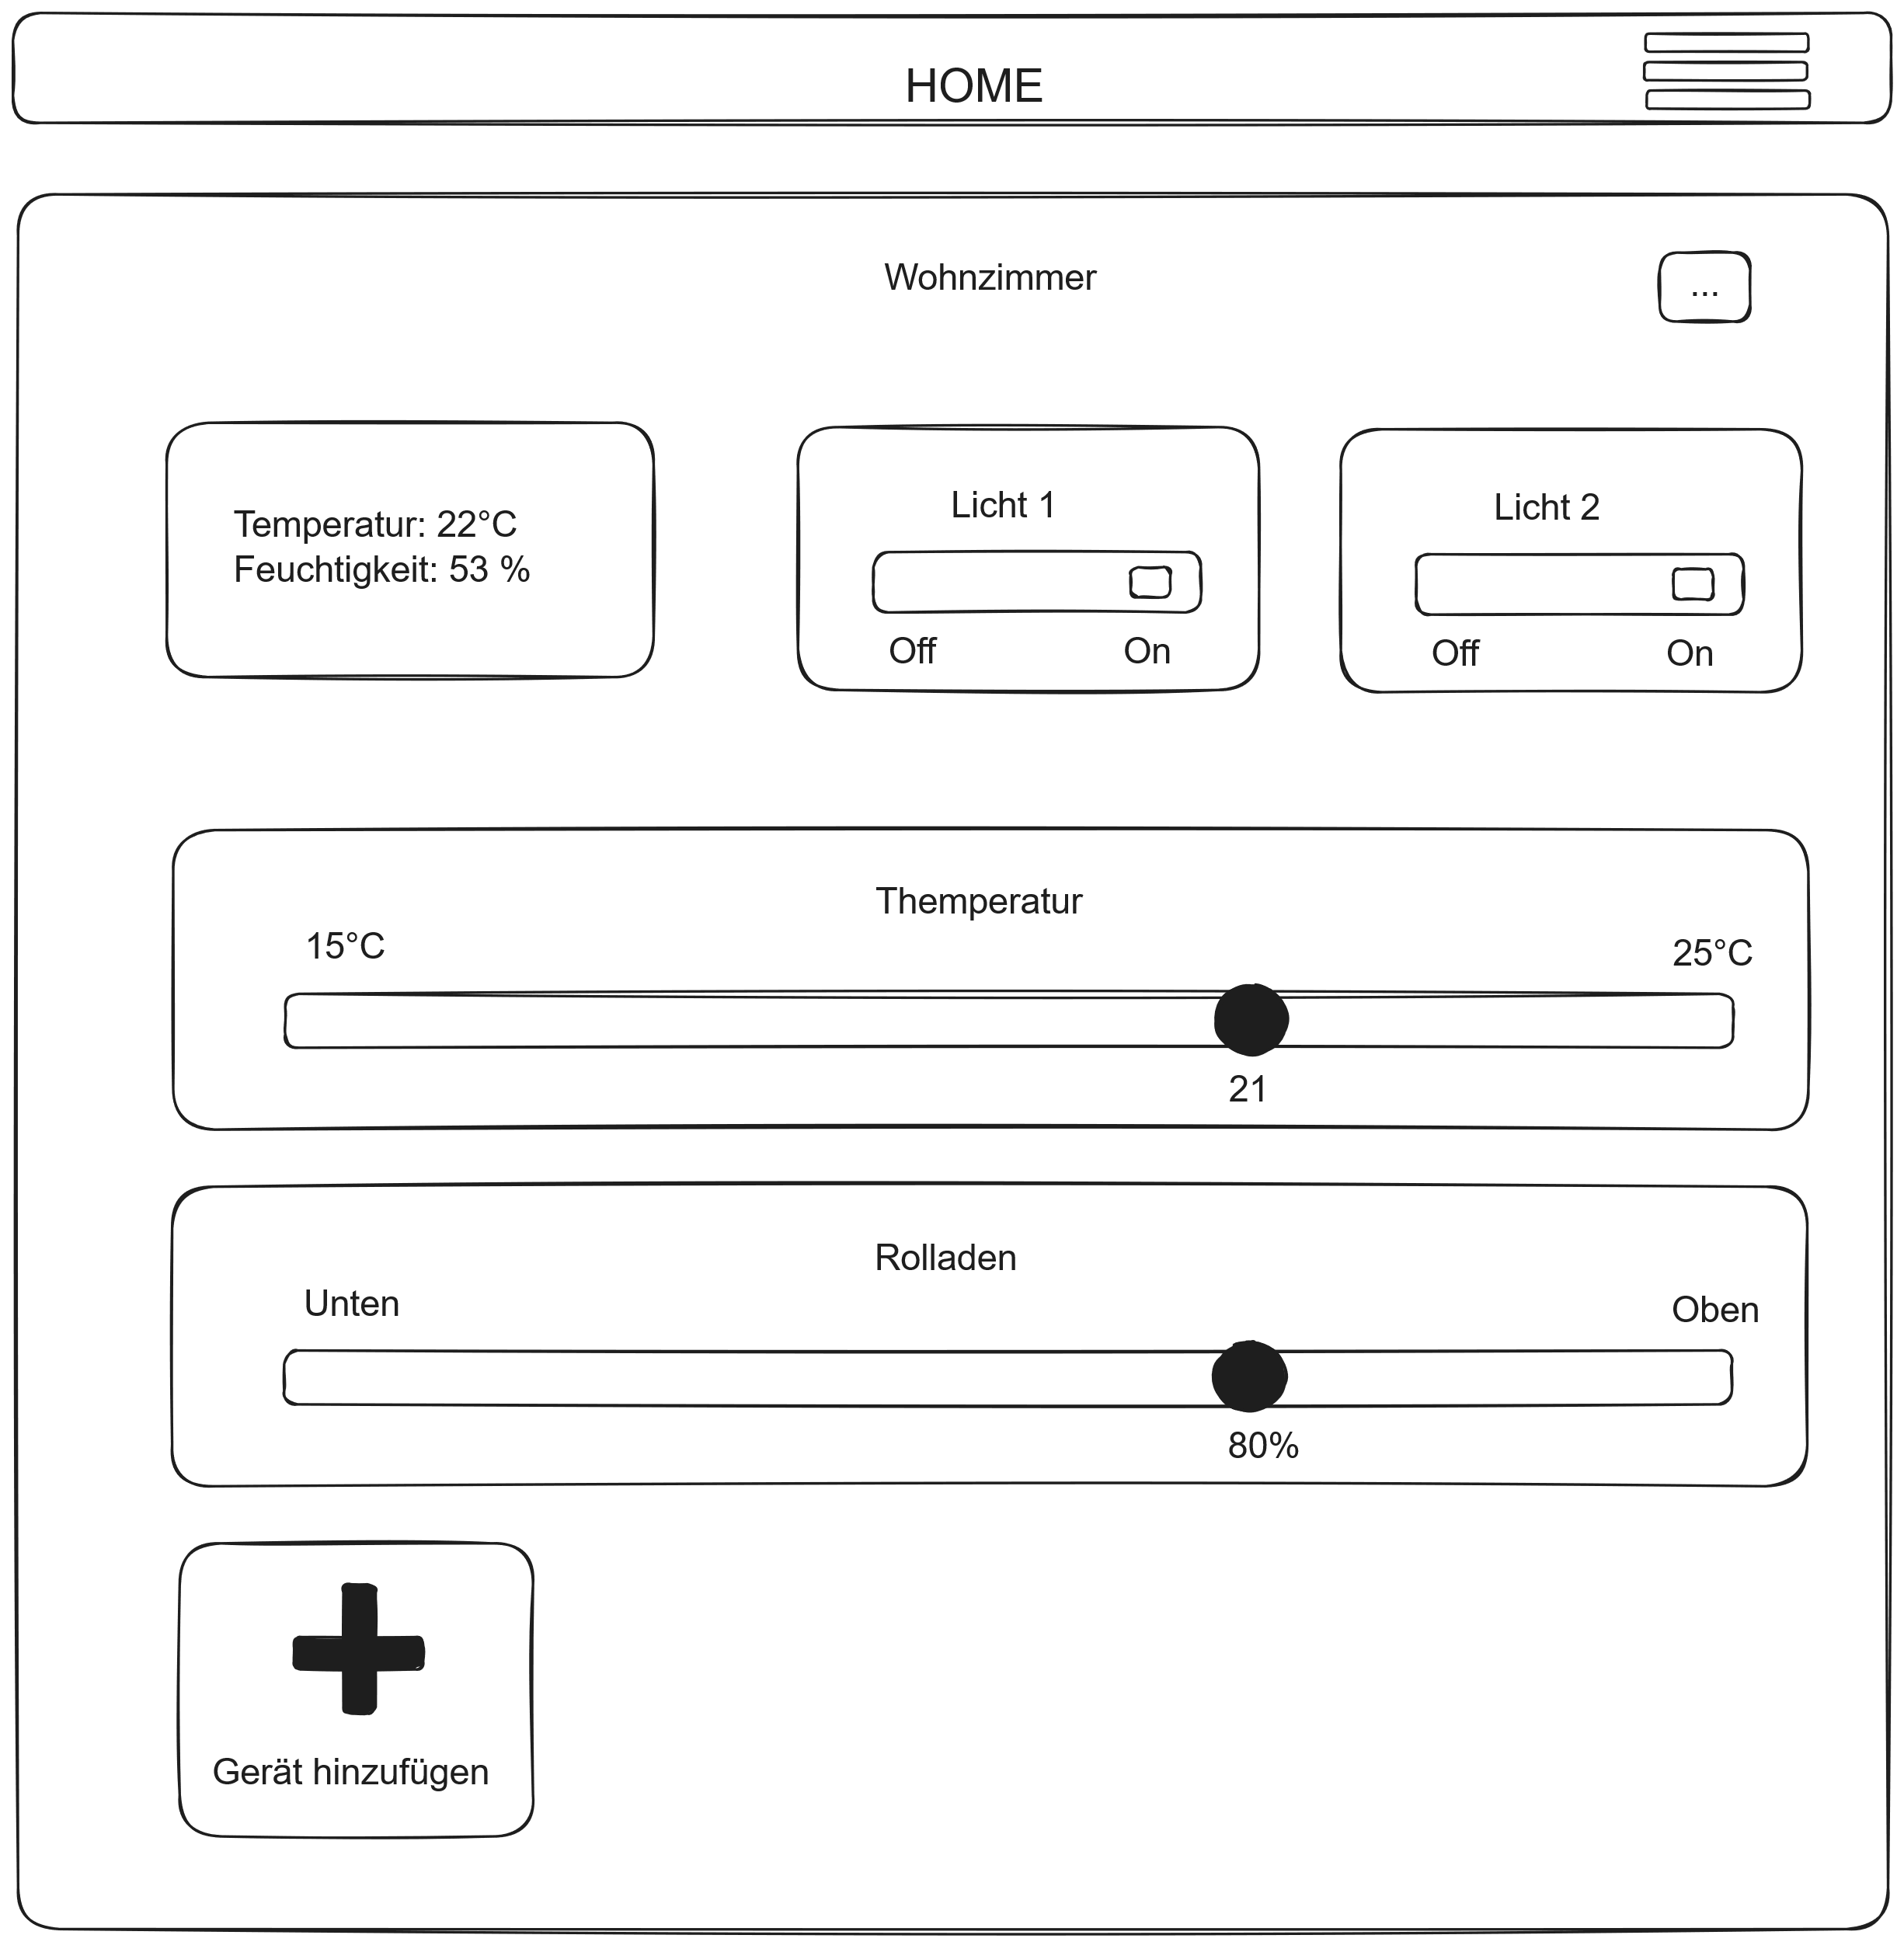 HOME
Wohnzimmer
...
Temperatur: 22°C
Feuchtigkeit: 53 %
Licht 1
Off On
Licht 2
Off On
Themperatur
15°C 25°C
21
Rolladen
Unten Oben
80%
Gerät hinzufügen